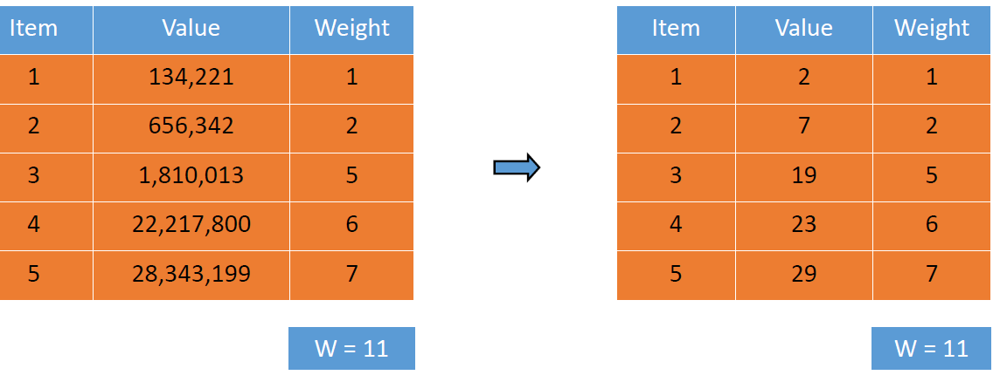 Item Value Weight
1 134,221 1
2 656,342 2
3 1,810,013 5
4 22,217,800 6
5 28,343,199 7
W = 11
Item Value Weight
1 2 1
2 7 2
3 19 5
4 23 6
5 29 7
W = 11